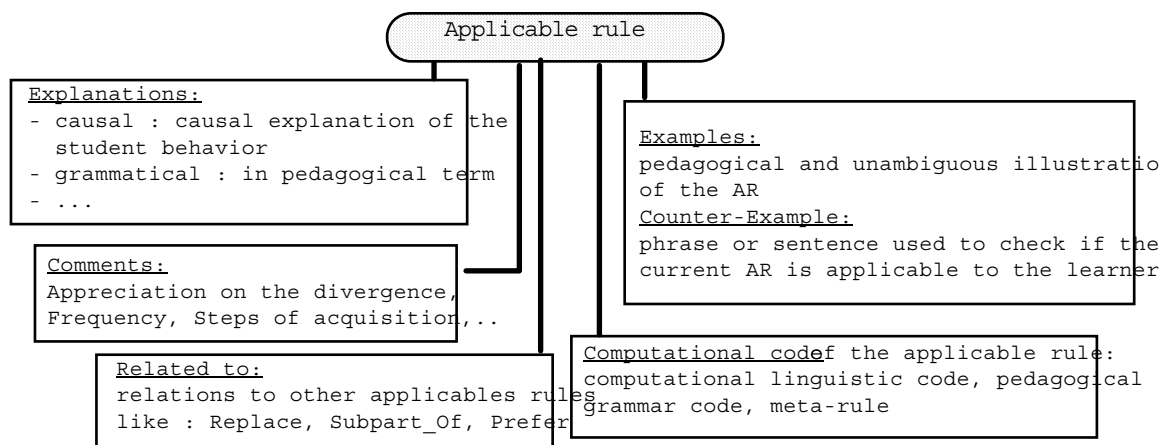 Applicable rule
Explanations:
- causal : causal explanation of the
student behavior
- grammatical : in pedagogical term
- ...
Examples:
pedagogical and unambiguous illustratio
of the AR
Counter-Example:
phrase or sentence used to check if the
current AR is applicable to the learner
Comments:
Appreciation on the divergence,
Frequency, Steps of acquisition,..
Related to:
relations to other applicables rules
like : Replace, Subpart_Of, Prefer
Computational code of the applicable rule:
computational linguistic code, pedagogical
grammar code, meta-rule